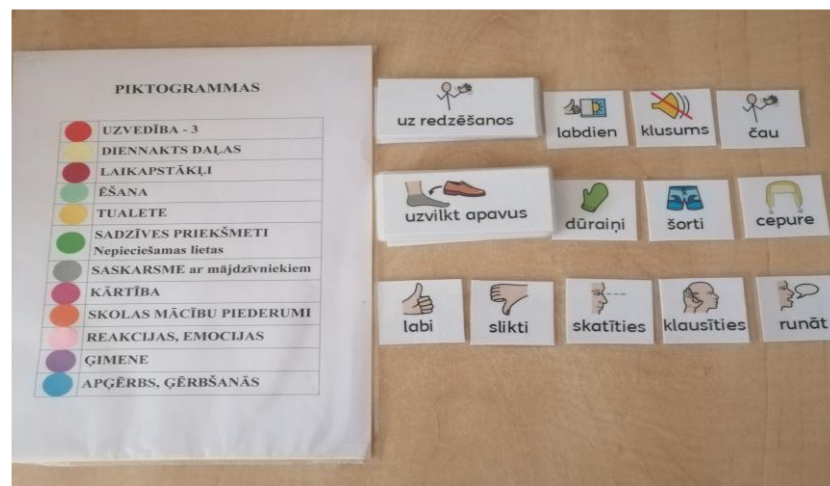 PIKTOGRAMMAS
UZVEDĪBA - 3
DIENNAKTS DAĻAS
LAIKAPSTĀKĻI
ĒŠANA
TUALETE
SADZĪVES PRIEKŠMETI
Nepieciešamas lietas
SASKARSME ar mājdzīvniekiem
KĀRTĪBA
SKOLAS MĀCĪBU PIEDERUMI
REAKCIJAS, EMOCIJAS
ĢIMENE
APĢĒRBS, ĢĒRBŠANĀS
uz redzēšanos
labdien
klusums
čau
uzvilkt apavus
dūraiņi
šorti
cepure
labi
slikti
skatīties
klausīties
runāt